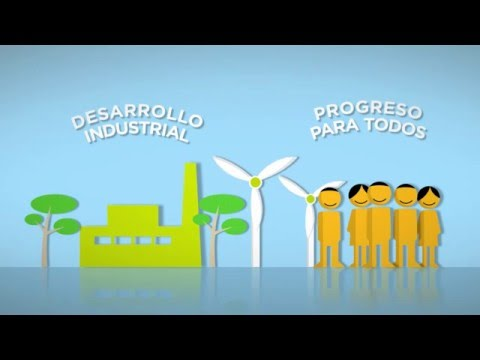 DESARROLLO
INDUSTRIAL
PROGRESO
PARA TODOS